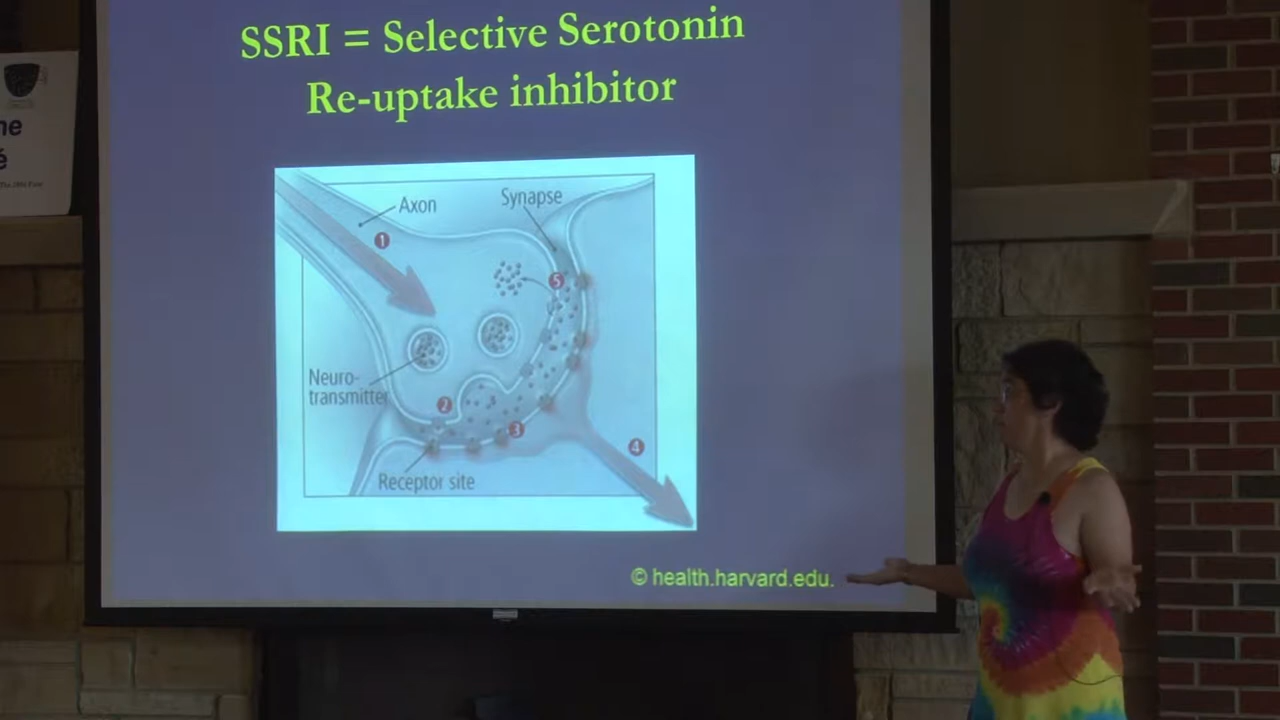 SSRI = Selective Serotonin
Re-uptake inhibitor
Axon
Synapse
1
5
Neuro-
transmitter
2
3
4
Receptor site
© health.harvard.edu.
ne
é